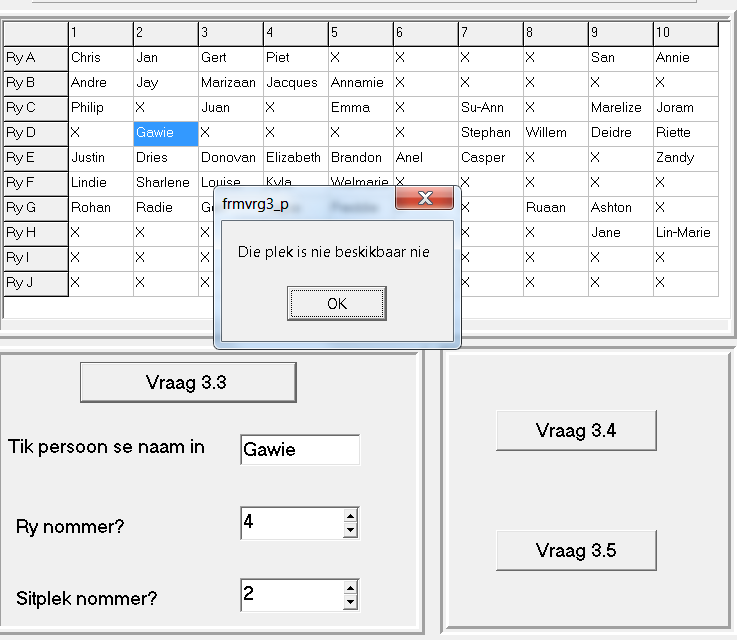 1 2 3 4 5 6 7 8 9 10
Ry A Chris Jan Gert Piet X X X X San Annie
Ry B Andre Jay Marizaan Jacques Annamie X X X X X
Ry C Philip X Juan X Emma X Su-Ann X Marelize Joram
Ry D X Gawie X X X X Stephan Willem Deidre Riette
Ry E Justin Dries Donovan Elizabeth Brandon Anel Casper X X Zandy
Ry F Lindie Sharlene Louise Kyla Welmarie X X X X X
Ry G Rohan Radie X Ruaan Ashton X
Ry H X X X X X Jane Lin-Marie
Ry I X X X X X X X
Ry J X X X X X X X
frmvrg3_p
X
Die plek is nie beskikbaar nie
OK
Vraag 3.3
Tik persoon se naam in Gawie
Ry nommer? 4
Sitplek nommer? 2
Vraag 3.4
Vraag 3.5